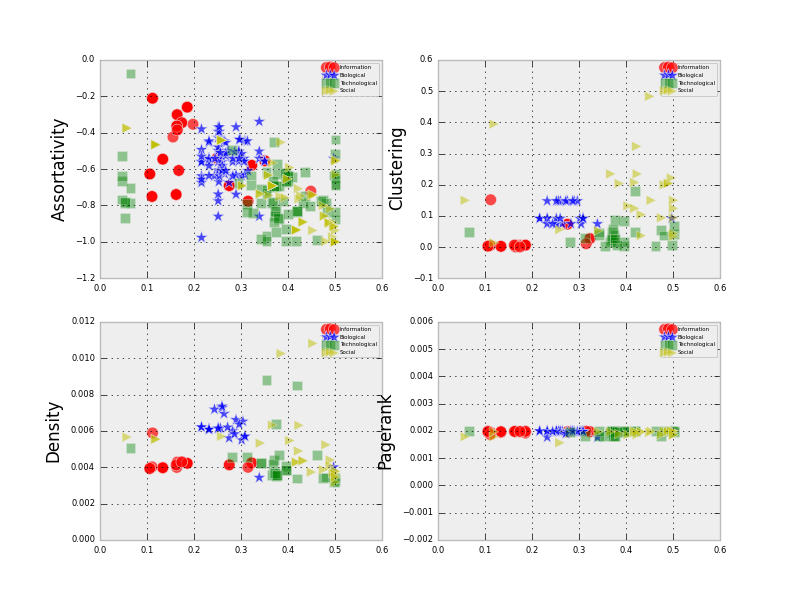 Assortativity
0.0
−0.2
−0.4
−0.6
−0.8
−1.0
−1.2
0.0 0.1 0.2 0.3 0.4 0.5 0.6
Information
Biological
Technological
Social
Clustering
0.6
0.5
0.4
0.3
0.2
0.1
0.0
−0.1
0.0 0.1 0.2 0.3 0.4 0.5 0.6
Information
Biological
Technological
Social
Density
0.012
0.010
0.008
0.006
0.004
0.002
0.000
0.0 0.1 0.2 0.3 0.4 0.5 0.6
Information
Biological
Technological
Social
Pagerank
0.006
0.005
0.004
0.003
0.002
0.001
0.000
−0.001
−0.002
0.0 0.1 0.2 0.3 0.4 0.5 0.6
Information
Biological
Technological
Social